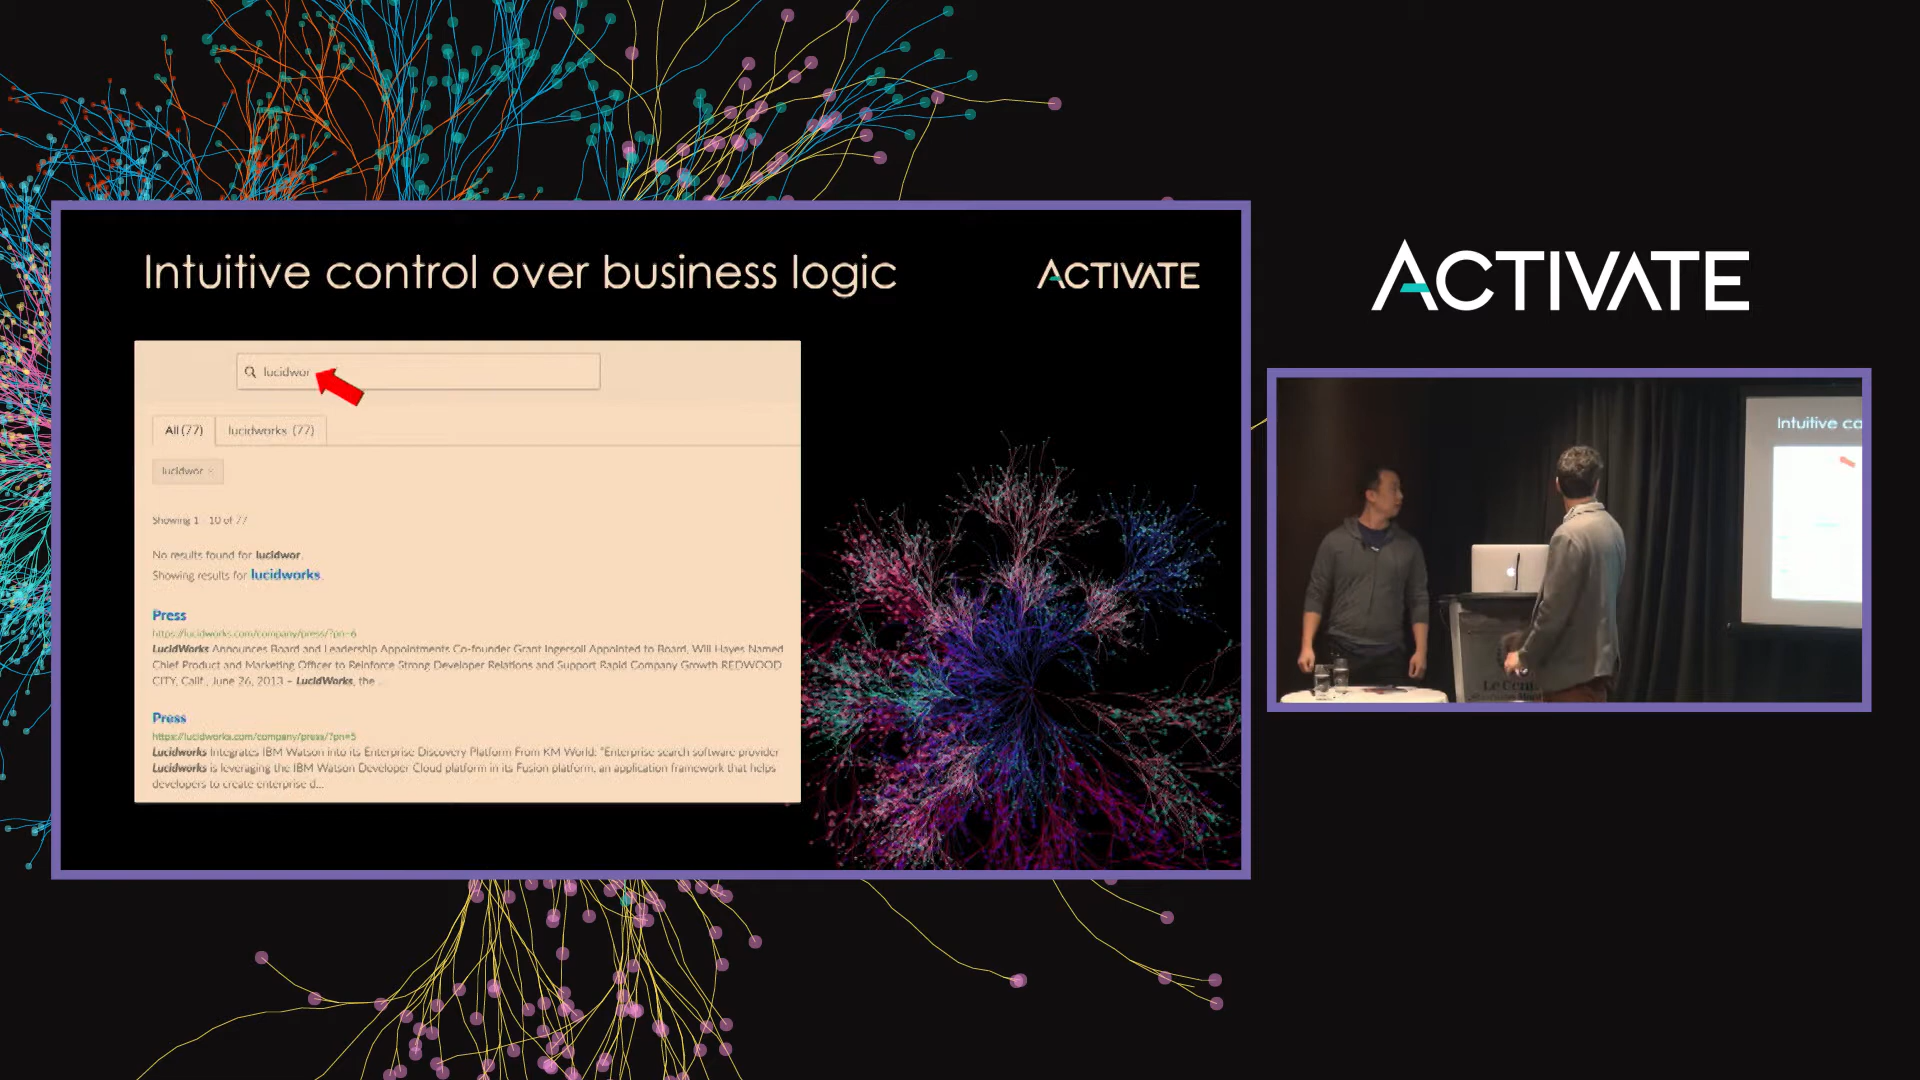 Intuitive control over business logic
ACTIVATE
lucidwor
All (77)
lucidworks (77)
lucidwor ×
Showing 1 - 10 of 77
No results found for lucidwor.
Showing results for lucidworks.
Press
https://lucidworks.com/company/press/?pn=6
LucidWorks Announces Board and Leadership Appointments Co-founder Grant Ingersoll Appointed to Board, Will Hayes Named
Chief Product and Marketing Officer to Reinforce Strong Developer Relations and Support Rapid Company Growth REDWOOD
CITY, Calif., June 26, 2013 – LucidWorks, the ...
Press
https://lucidworks.com/company/press/?pn=5
Lucidworks Integrates IBM Watson into its Enterprise Discovery Platform From KM World: "Enterprise search software provider
Lucidworks is leveraging the IBM Watson Developer Cloud platform in its Fusion platform, an application framework that helps
developers to create enterprise d...
ACTIVATE
Intuitive co